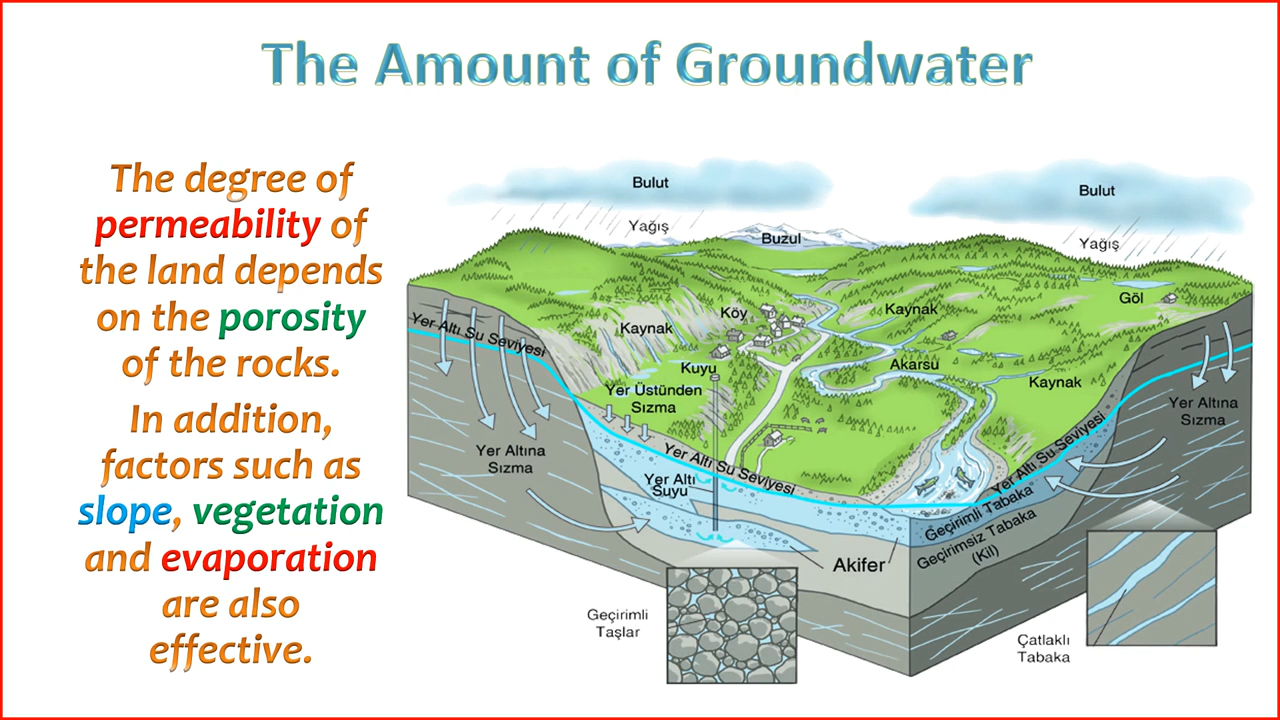 The Amount of Groundwater
The degree of
permeability of
the land depends
on the porosity
of the rocks.
In addition,
factors such as
slope, vegetation
and evaporation
are also
effective.
Bulut
Bulut
Yağış
Buzul
Yağış
Göl
Köy
Kaynak
Kaynak
Yer Altı Su Seviyesi
Kuyu
Akarsu
Kaynak
Yer Üstünden
Sızma
Yer Altına
Sızma
Yer Altına
Sızma
Yer Altı Su Seviyesi
Yer Altı Su Seviyesi
Yer Altı
Suyu
Geçirimli Tabaka
Geçirimsiz Tabaka
(Kil)
Akifer
Geçirimli
Taşlar
Çatlaklı
Tabaka